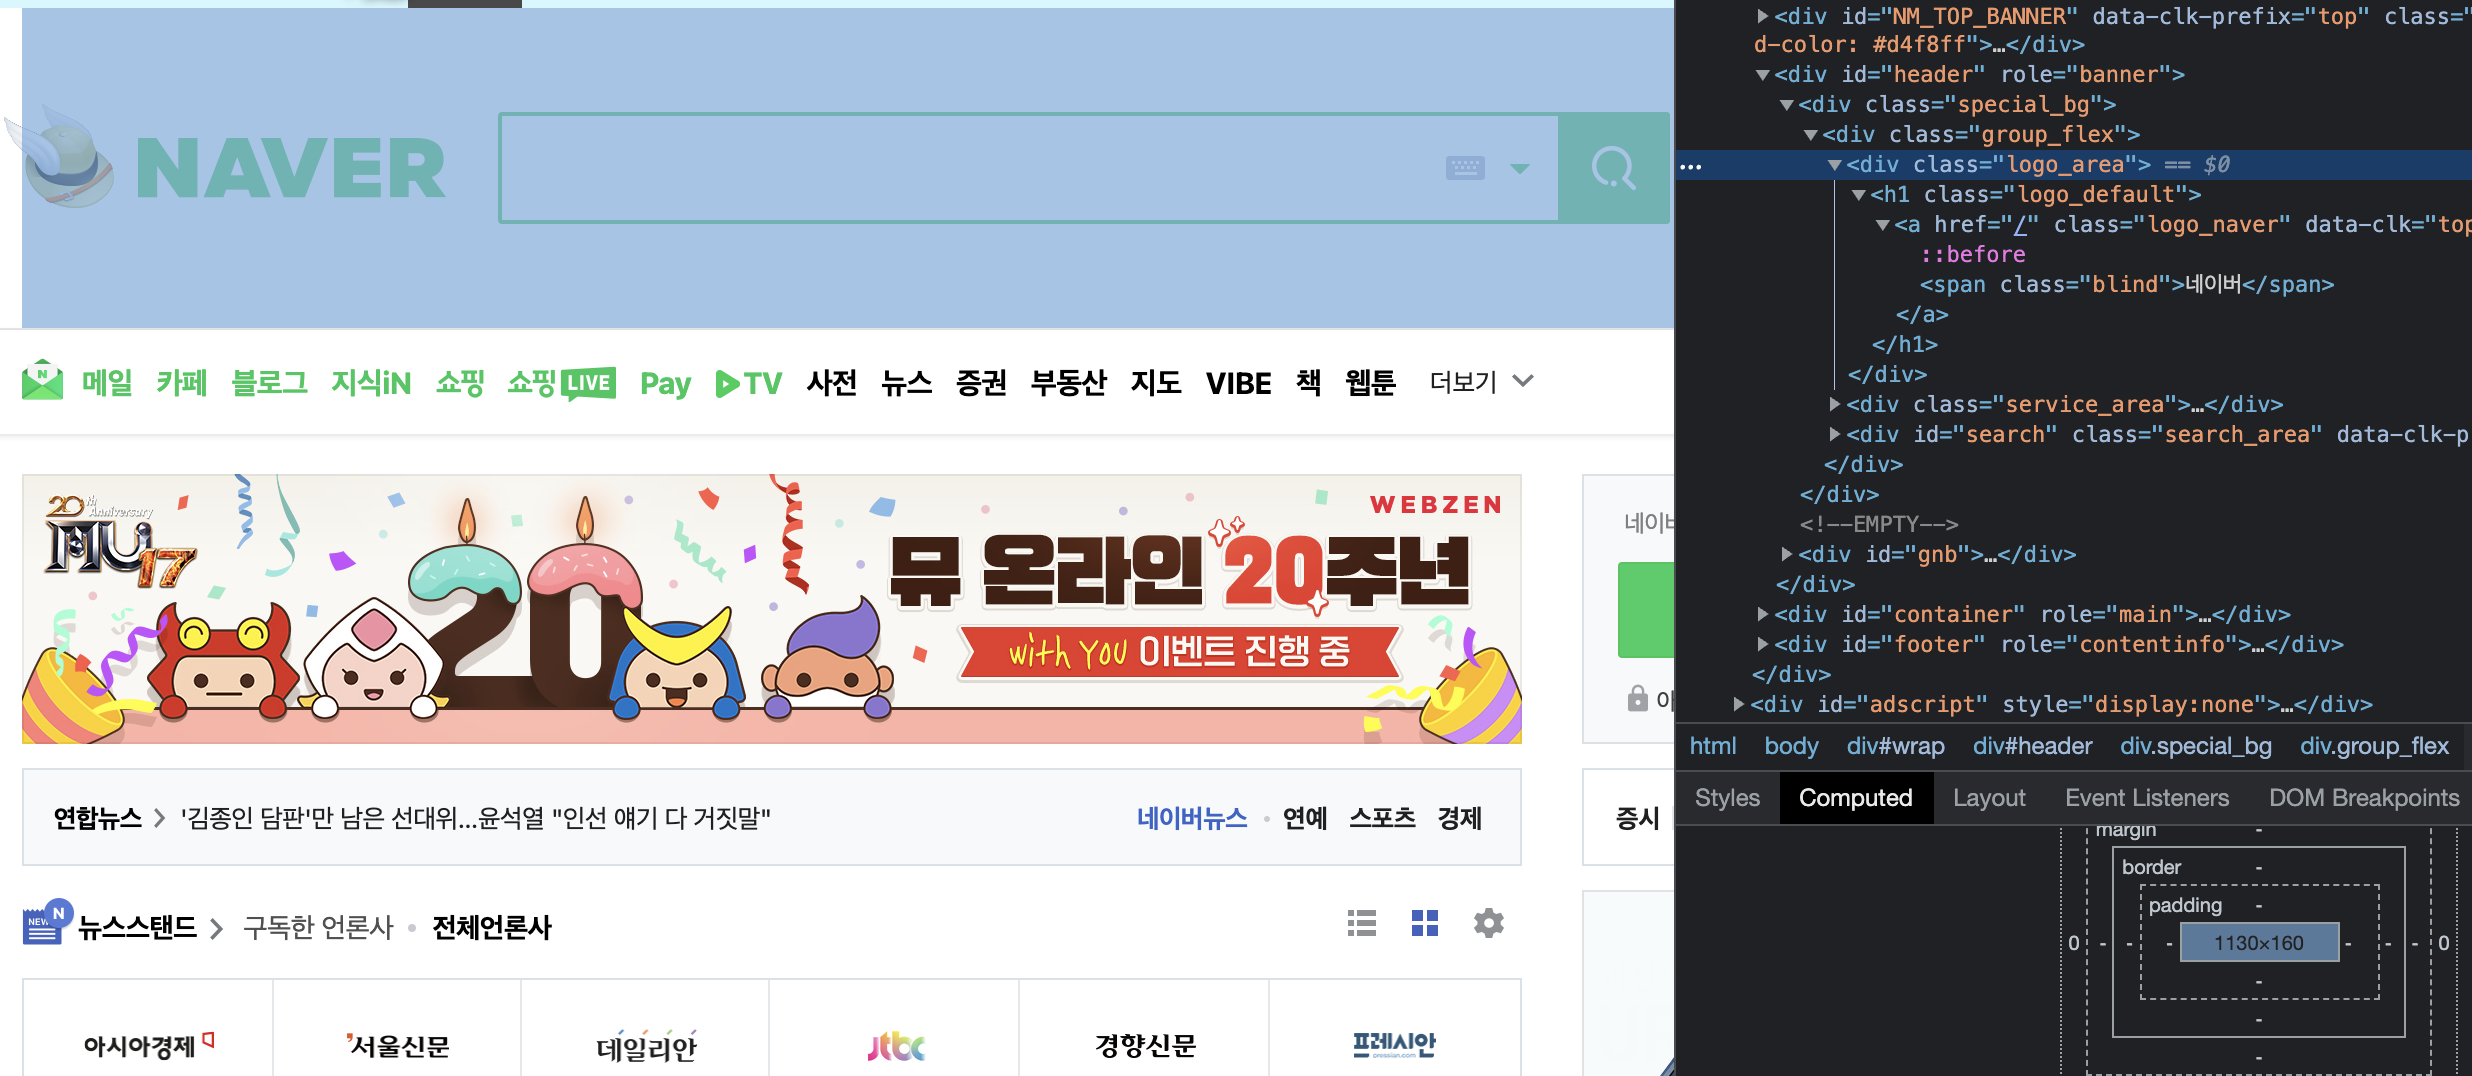 NAVER
메일 카페 블로그 지식iN 쇼핑 쇼핑LIVE Pay TV 사전 뉴스 증권 부동산 지도 VIBE 책 웹툰 더보기
20th Anniversary
MU 17
20
WEBZEN
뮤 온라인 20주년
with YOU 이벤트 진행 중
연합뉴스 > '김종인 담판'만 남은 선대위...윤석열 "인선 얘기 다 거짓말"
네이버뉴스 · 연예 스포츠 경제
증시
NEW N 뉴스스탠드 > 구독한 언론사 · 전체언론사
아시아경제 서울신문 데일리안 jtbc 경향신문 프레시안
pressian.com
<div id="NM_TOP_BANNER" data-clk-prefix="top" class="
d-color: #d4f8ff">…</div>
<div id="header" role="banner">
<div class="special_bg">
<div class="group_flex">
… <div class="logo_area"> == $0
<h1 class="logo_default">
<a href="/" class="logo_naver" data-clk="top
::before
<span class="blind">네이버</span>
</a>
</h1>
</div>
<div class="service_area">…</div>
<div id="search" class="search_area" data-clk-p
</div>
</div>
<!--EMPTY-->
<div id="gnb">…</div>
</div>
<div id="container" role="main">…</div>
<div id="footer" role="contentinfo">…</div>
</div>
<div id="adscript" style="display:none">…</div>
html body div#wrap div#header div.special_bg div.group_flex
Styles Computed Layout Event Listeners DOM Breakpoints
margin -
border -
padding -
0 - - - 1130×160 - - - 0
-
-
-